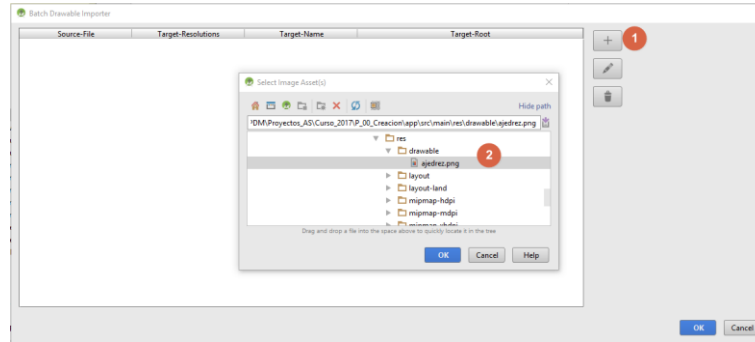 Batch Drawable Importer
Source-File Target-Resolutions Target-Name Target-Root
1
Select Image Asset(s)
Hide path
?DM\Proyectos_AS\Curso_2017\P_00_Creacion\app\src\main\res\drawable\ajedrez.png
res
drawable
ajedrez.png
2
layout
layout-land
mipmap-hdpi
mipmap-mdpi
mipmap-xhdpi
Drag and drop a file into the space above to quickly locate it in the tree
OK Cancel Help
OK Cancel